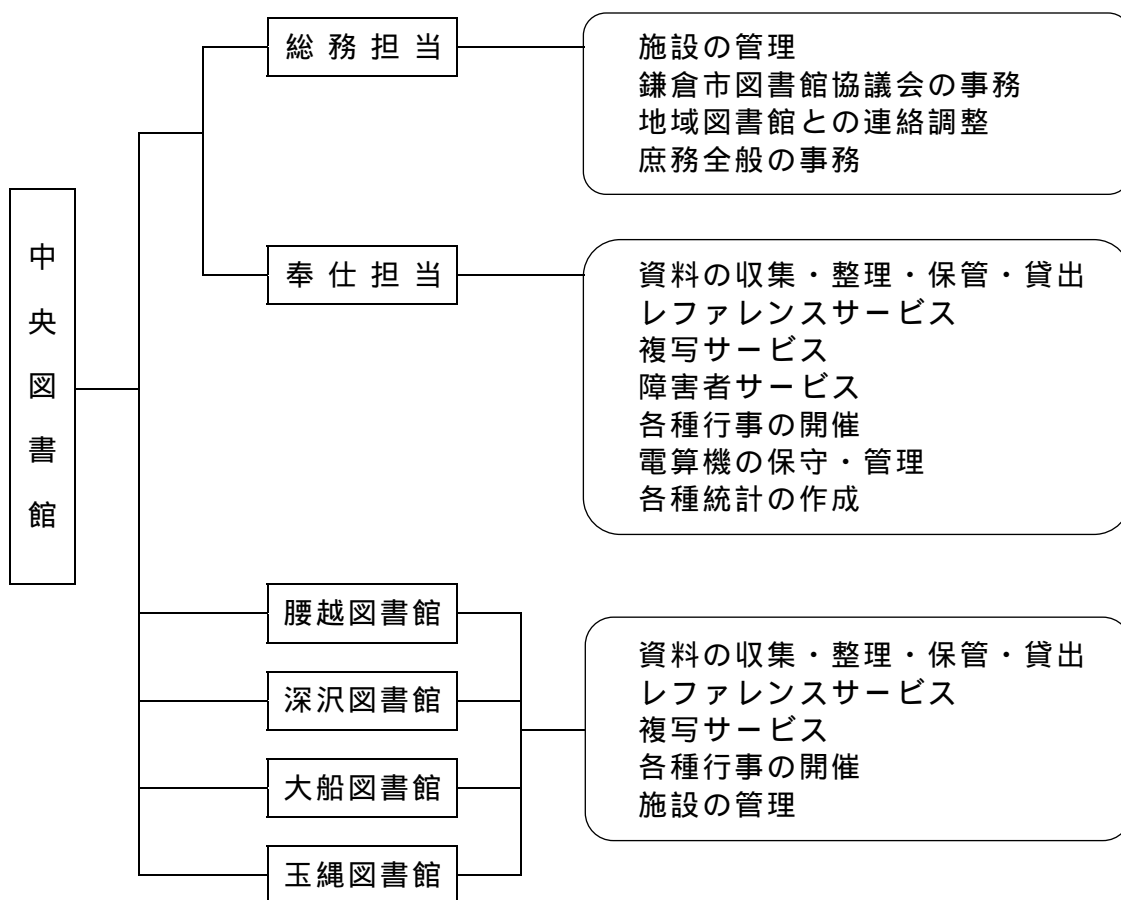 中央図書館
総務担当
施設の管理
鎌倉市図書館協議会の事務
地域図書館との連絡調整
庶務全般の事務
奉仕担当
資料の収集・整理・保管・貸出
レファレンスサービス
複写サービス
障害者サービス
各種行事の開催
電算機の保守・管理
各種統計の作成
腰越図書館
深沢図書館
大船図書館
玉縄図書館
資料の収集・整理・保管・貸出
レファレンスサービス
複写サービス
各種行事の開催
施設の管理